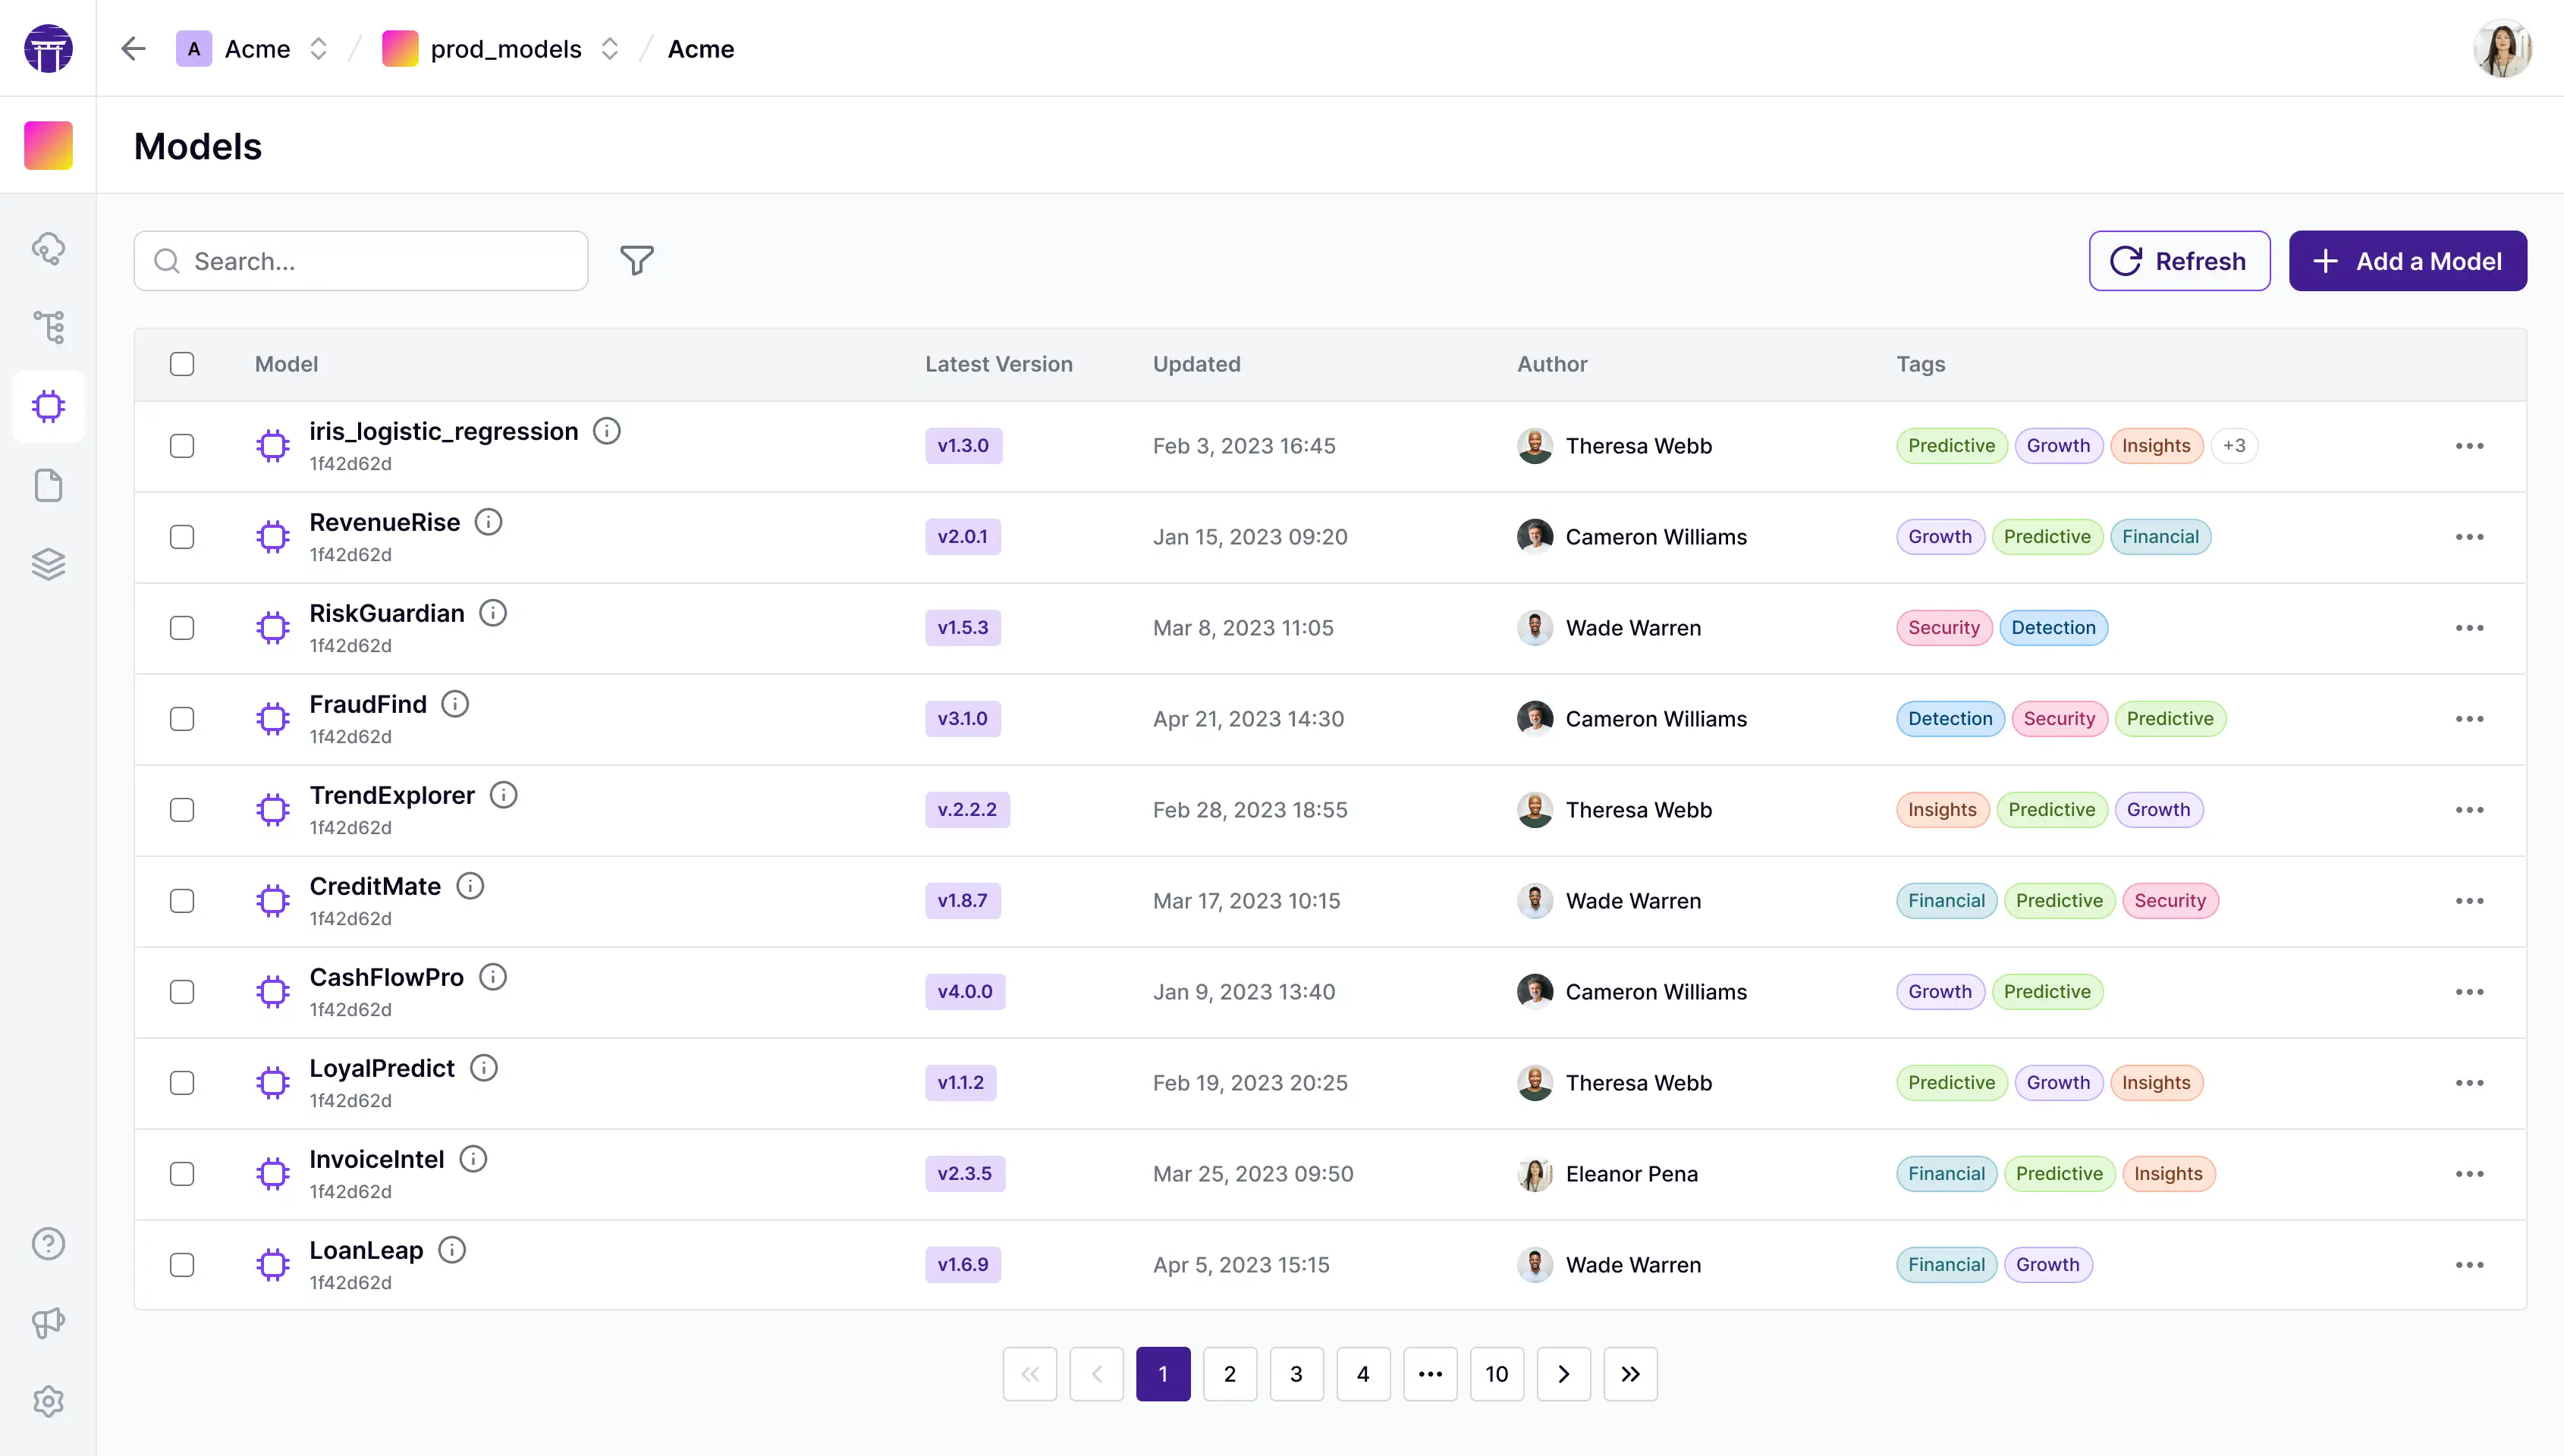 A Acme / prod_models / Acme
Models
Search...
Refresh
+ Add a Model
Model Latest Version Updated Author Tags
iris_logistic_regression
1f42d62d
v1.3.0 Feb 3, 2023 16:45 Theresa Webb Predictive Growth Insights +3
RevenueRise
1f42d62d
v2.0.1 Jan 15, 2023 09:20 Cameron Williams Growth Predictive Financial
RiskGuardian
1f42d62d
v1.5.3 Mar 8, 2023 11:05 Wade Warren Security Detection
FraudFind
1f42d62d
v3.1.0 Apr 21, 2023 14:30 Cameron Williams Detection Security Predictive
TrendExplorer
1f42d62d
v.2.2.2 Feb 28, 2023 18:55 Theresa Webb Insights Predictive Growth
CreditMate
1f42d62d
v1.8.7 Mar 17, 2023 10:15 Wade Warren Financial Predictive Security
CashFlowPro
1f42d62d
v4.0.0 Jan 9, 2023 13:40 Cameron Williams Growth Predictive
LoyalPredict
1f42d62d
v1.1.2 Feb 19, 2023 20:25 Theresa Webb Predictive Growth Insights
InvoiceIntel
1f42d62d
v2.3.5 Mar 25, 2023 09:50 Eleanor Pena Financial Predictive Insights
LoanLeap
1f42d62d
v1.6.9 Apr 5, 2023 15:15 Wade Warren Financial Growth
1 2 3 4 ... 10